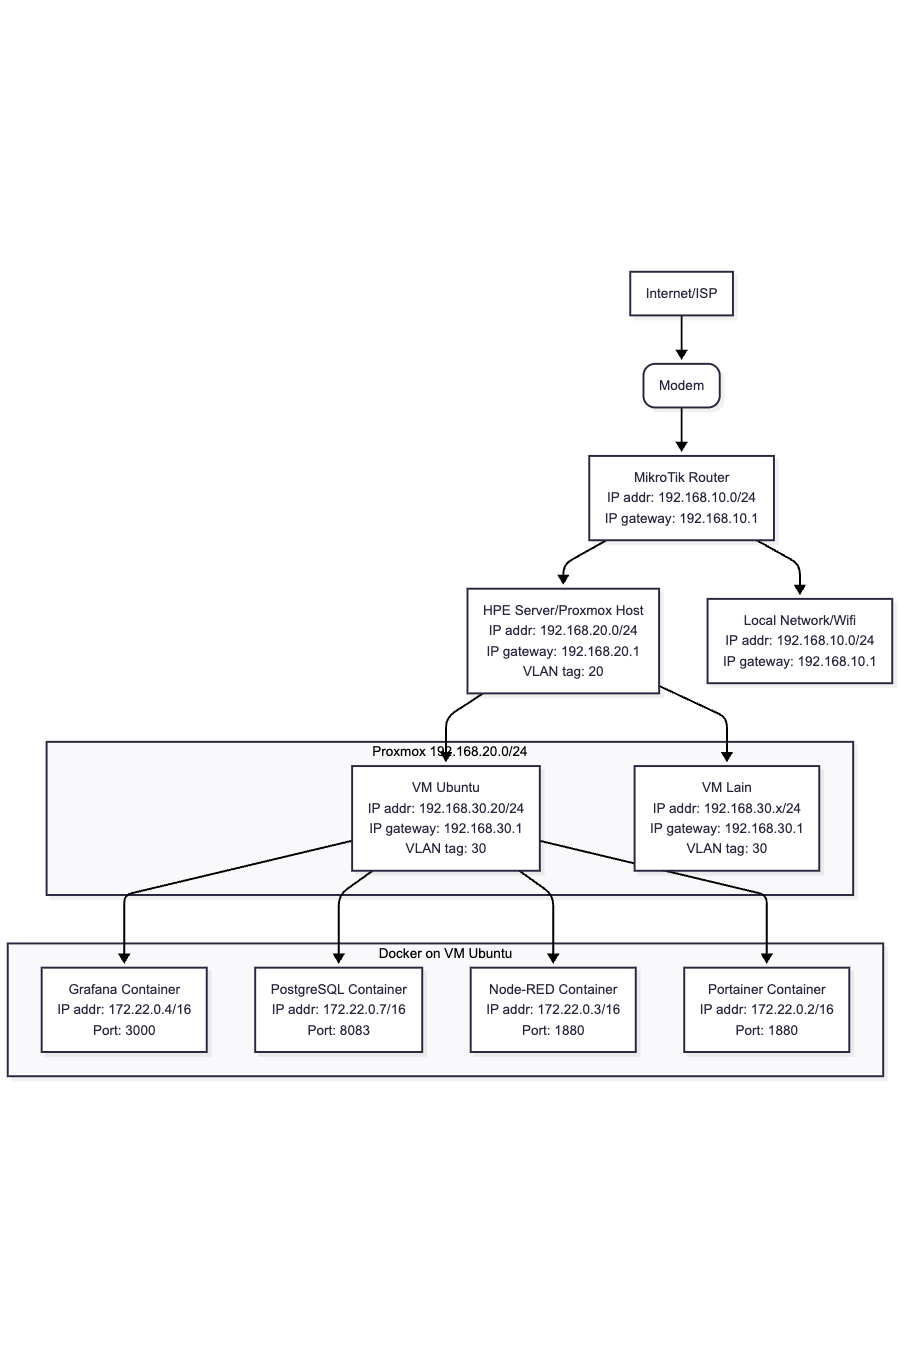 Internet/ISP
Modem
MikroTik Router
IP addr: 192.168.10.0/24
IP gateway: 192.168.10.1
HPE Server/Proxmox Host
IP addr: 192.168.20.0/24
IP gateway: 192.168.20.1
VLAN tag: 20
Local Network/Wifi
IP addr: 192.168.10.0/24
IP gateway: 192.168.10.1
Proxmox 192.168.20.0/24
VM Ubuntu
IP addr: 192.168.30.20/24
IP gateway: 192.168.30.1
VLAN tag: 30
VM Lain
IP addr: 192.168.30.x/24
IP gateway: 192.168.30.1
VLAN tag: 30
Docker on VM Ubuntu
Grafana Container
IP addr: 172.22.0.4/16
Port: 3000
PostgreSQL Container
IP addr: 172.22.0.7/16
Port: 8083
Node-RED Container
IP addr: 172.22.0.3/16
Port: 1880
Portainer Container
IP addr: 172.22.0.2/16
Port: 1880